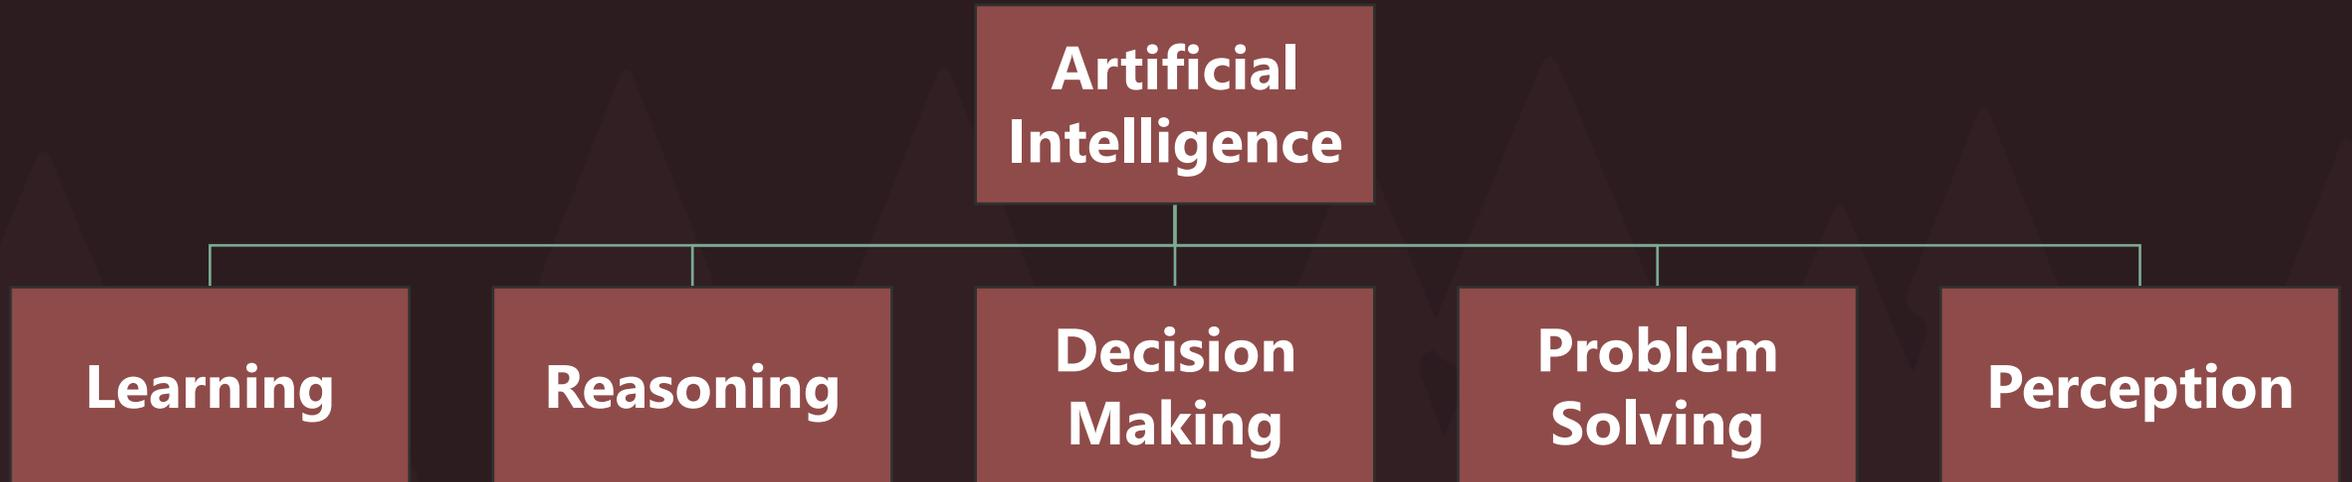 Artificial
Intelligence
Learning
Reasoning
Decision
Making
Problem
Solving
Perception